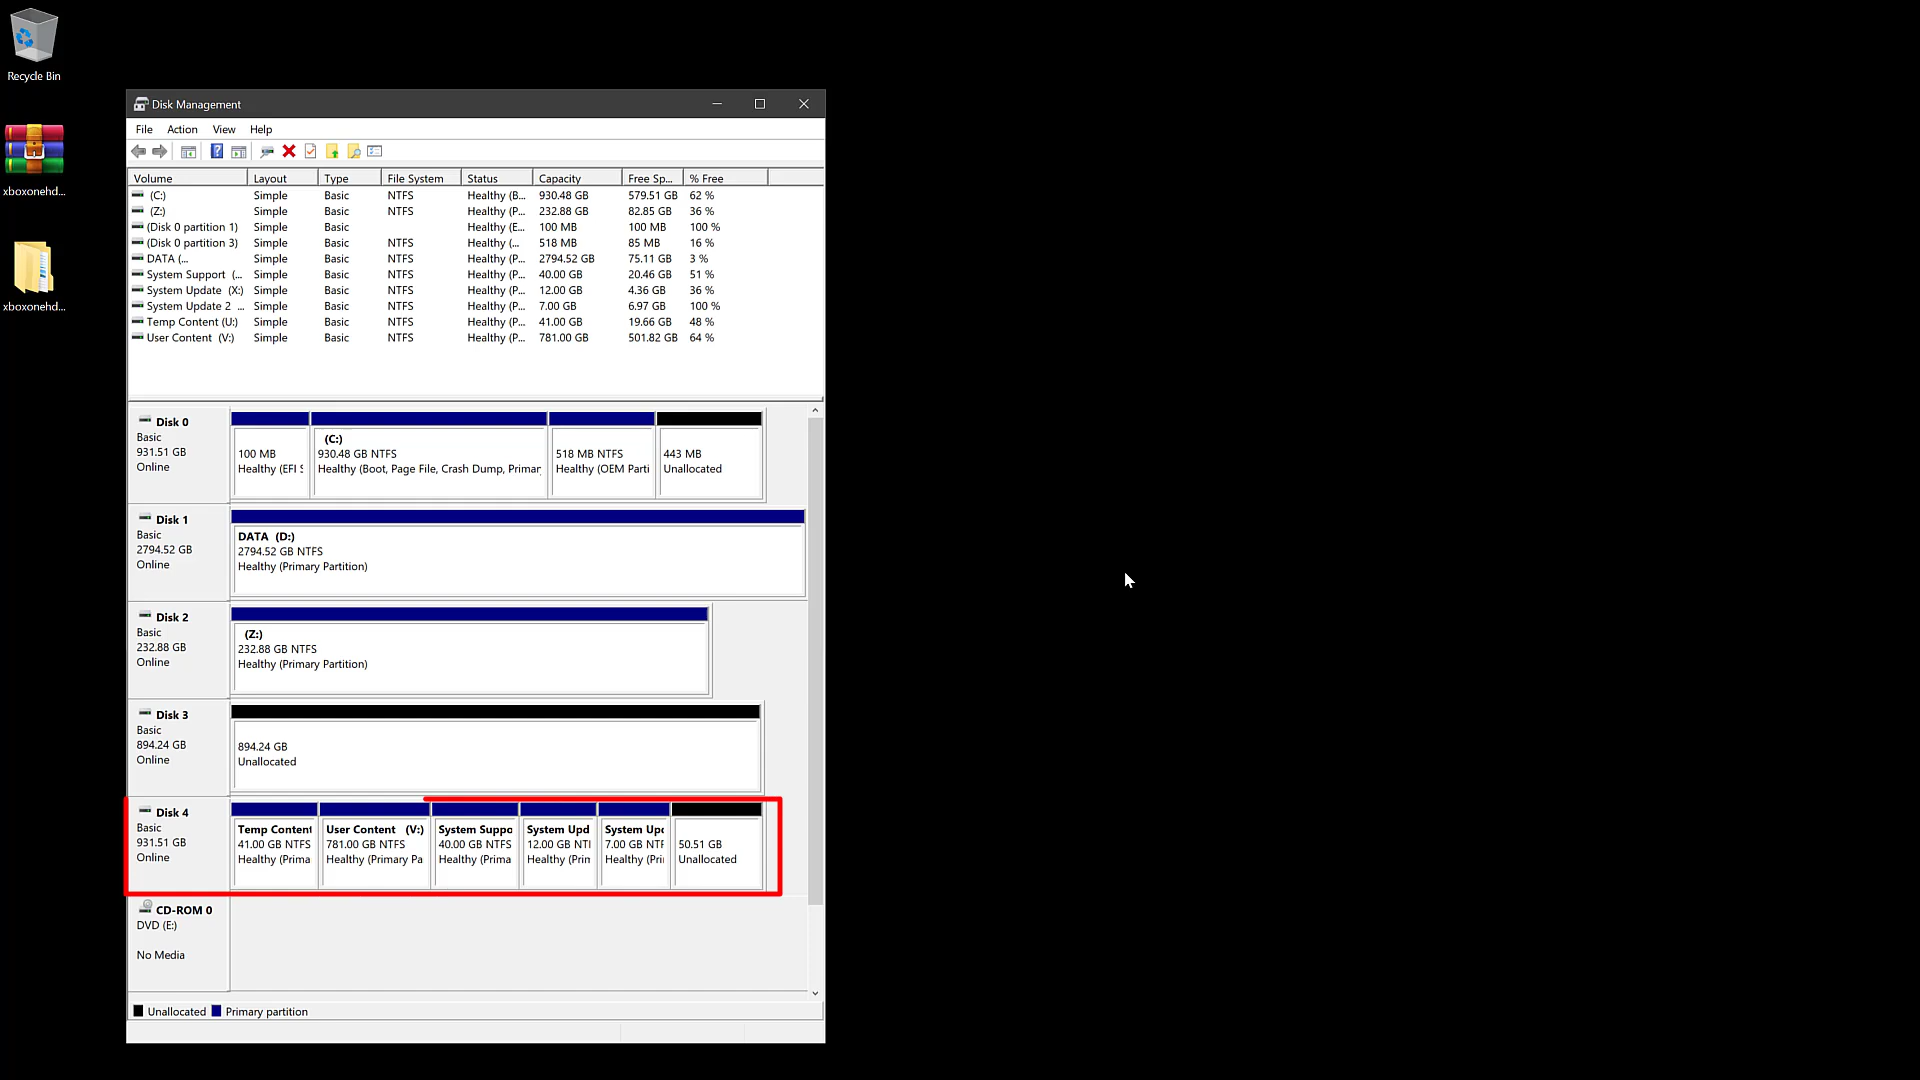 Recycle Bin
xboxonehd...
xboxonehd...
Disk Management
File Action View Help
Volume Layout Type File System Status Capacity Free Sp... % Free
(C:) Simple Basic NTFS Healthy (B... 930.48 GB 579.51 GB 62 %
(Z:) Simple Basic NTFS Healthy (P... 232.88 GB 82.85 GB 36 %
(Disk 0 partition 1) Simple Basic Healthy (E... 100 MB 100 MB 100 %
(Disk 0 partition 3) Simple Basic NTFS Healthy (... 518 MB 85 MB 16 %
DATA (... Simple Basic NTFS Healthy (P... 2794.52 GB 75.11 GB 3 %
System Support (... Simple Basic NTFS Healthy (P... 40.00 GB 20.46 GB 51 %
System Update (X:) Simple Basic NTFS Healthy (P... 12.00 GB 4.36 GB 36 %
System Update 2 ... Simple Basic NTFS Healthy (P... 7.00 GB 6.97 GB 100 %
Temp Content (U:) Simple Basic NTFS Healthy (P... 41.00 GB 19.66 GB 48 %
User Content (V:) Simple Basic NTFS Healthy (P... 781.00 GB 501.82 GB 64 %
Disk 0
Basic
931.51 GB
Online
100 MB
Healthy (EFI S
(C:)
930.48 GB NTFS
Healthy (Boot, Page File, Crash Dump, Primar
518 MB NTFS
Healthy (OEM Parti
443 MB
Unallocated
Disk 1
Basic
2794.52 GB
Online
DATA (D:)
2794.52 GB NTFS
Healthy (Primary Partition)
Disk 2
Basic
232.88 GB
Online
(Z:)
232.88 GB NTFS
Healthy (Primary Partition)
Disk 3
Basic
894.24 GB
Online
894.24 GB
Unallocated
Disk 4
Basic
931.51 GB
Online
Temp Content
41.00 GB NTFS
Healthy (Prima
User Content (V:)
781.00 GB NTFS
Healthy (Primary Pa
System Suppo
40.00 GB NTFS
Healthy (Prima
System Upd
12.00 GB NTI
Healthy (Prin
System Upd
7.00 GB NTF
Healthy (Pri
50.51 GB
Unallocated
CD-ROM 0
DVD (E:)
No Media
Unallocated Primary partition